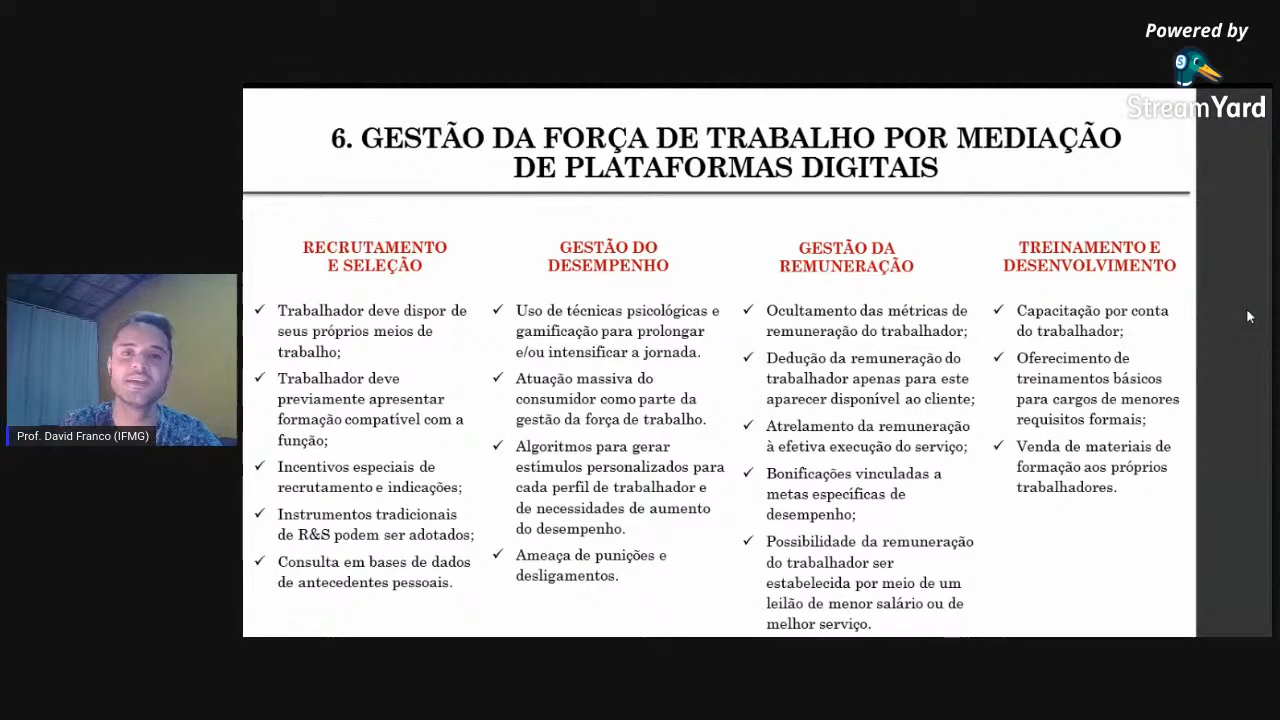 Powered by
StreamYard
6. GESTÃO DA FORÇA DE TRABALHO POR MEDIAÇÃO
DE PLATAFORMAS DIGITAIS
RECRUTAMENTO
E SELEÇÃO
✓ Trabalhador deve dispor de
seus próprios meios de
trabalho;
✓ Trabalhador deve
previamente apresentar
formação compatível com a
função;
✓ Incentivos especiais de
recrutamento e indicações;
✓ Instrumentos tradicionais
de R&S podem ser adotados;
✓ Consulta em bases de dados
de antecedentes pessoais.
GESTÃO DO
DESEMPENHO
✓ Uso de técnicas psicológicas e
gamificação para prolongar
e/ou intensificar a jornada.
✓ Atuação massiva do
consumidor como parte da
gestão da força de trabalho.
✓ Algoritmos para gerar
estímulos personalizados para
cada perfil de trabalhador e
de necessidades de aumento
do desempenho.
✓ Ameaça de punições e
desligamentos.
GESTÃO DA
REMUNERAÇÃO
✓ Ocultamento das métricas de
remuneração do trabalhador;
✓ Dedução da remuneração do
trabalhador apenas para este
aparecer disponível ao cliente;
✓ Atrelamento da remuneração
à efetiva execução do serviço;
✓ Bonificações vinculadas a
metas específicas de
desempenho;
✓ Possibilidade da remuneração
do trabalhador ser
estabelecida por meio de um
leilão de menor salário ou de
melhor serviço.
TREINAMENTO E
DESENVOLVIMENTO
✓ Capacitação por conta
do trabalhador;
✓ Oferecimento de
treinamentos básicos
para cargos de menores
requisitos formais;
✓ Venda de materiais de
formação aos próprios
trabalhadores.
Prof. David Franco (IFMG)